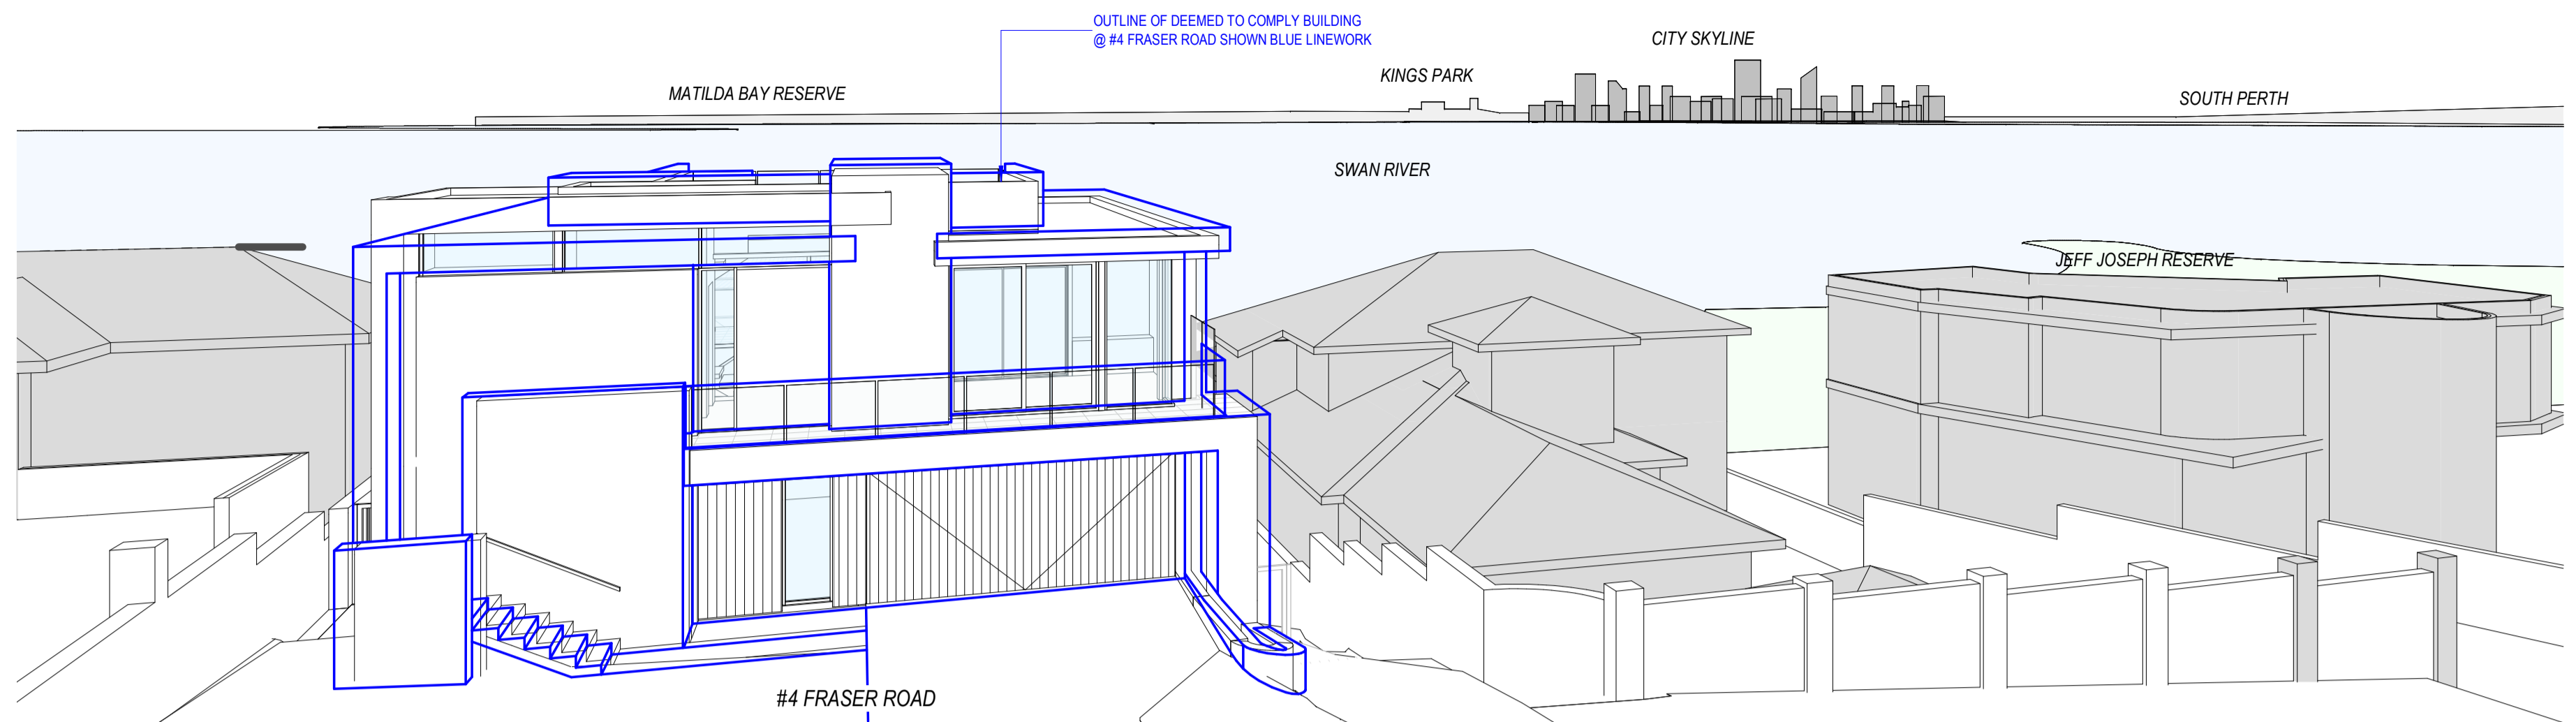 OUTLINE OF DEEMED TO COMPLY BUILDING
@ #4 FRASER ROAD SHOWN BLUE LINEWORK
CITY SKYLINE
KINGS PARK
MATILDA BAY RESERVE
SOUTH PERTH
SWAN RIVER
JEFF JOSEPH RESERVE
#4 FRASER ROAD